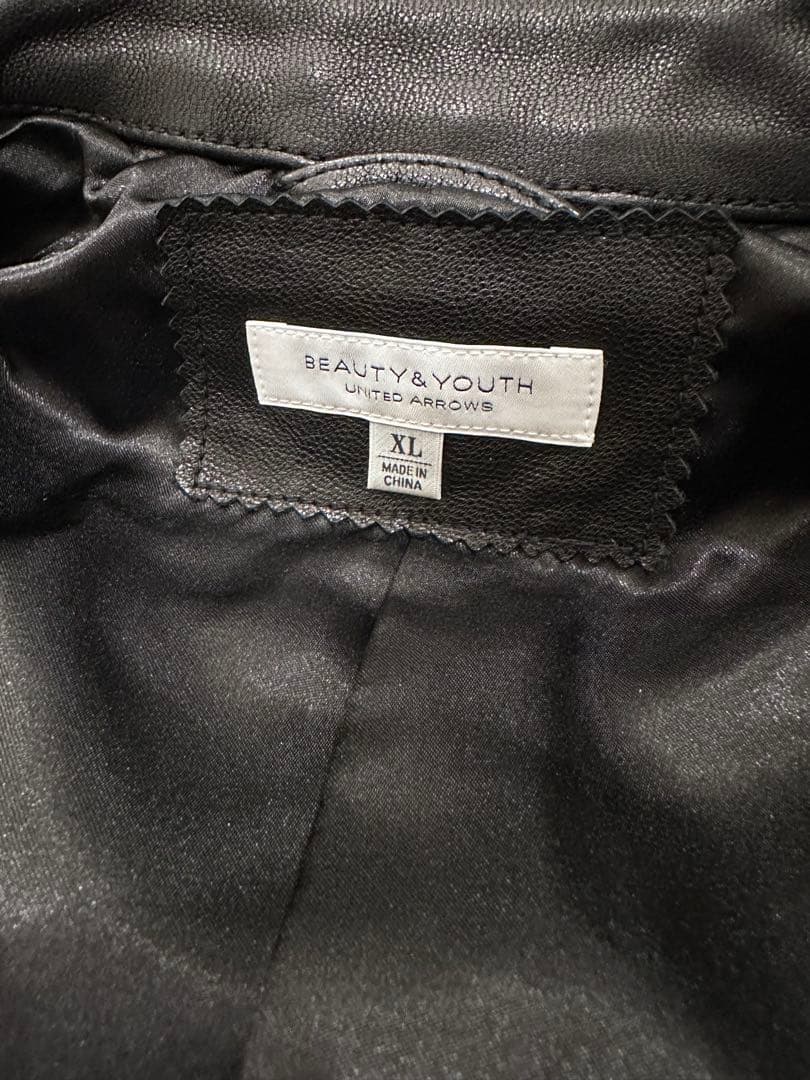 BEAUTY&YOUTH
UNITED ARROWS
XL
MADE IN
CHINA